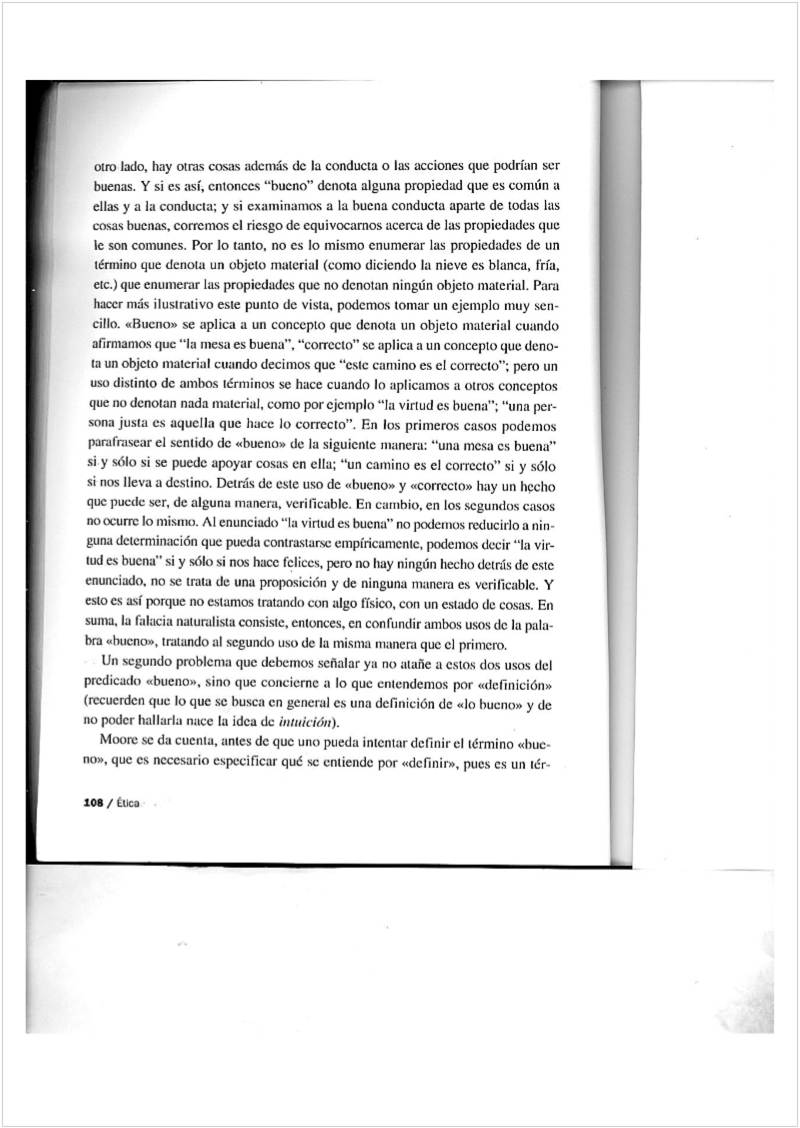 otro lado, hay otras cosas además de la conducta o las acciones que podrían ser
buenas. Y si es así, entonces “bueno” denota alguna propiedad que es común a
ellas y a la conducta; y si examinamos a la buena conducta aparte de todas las
cosas buenas, corremos el riesgo de equivocarnos acerca de las propiedades que
le son comunes. Por lo tanto, no es lo mismo enumerar las propiedades de un
término que denota un objeto material (como diciendo la nieve es blanca, fría,
etc.) que enumerar las propiedades que no denotan ningún objeto material. Para
hacer más ilustrativo este punto de vista, podemos tomar un ejemplo muy sen-
cillo. «Bueno» se aplica a un concepto que denota un objeto material cuando
afirmamos que “la mesa es buena”, “correcto” se aplica a un concepto que deno-
ta un objeto material cuando decimos que “este camino es el correcto”; pero un
uso distinto de ambos términos se hace cuando lo aplicamos a otros conceptos
que no denotan nada material, como por ejemplo “la virtud es buena”; “una per-
sona justa es aquella que hace lo correcto”. En los primeros casos podemos
parafrasear el sentido de «bueno» de la siguiente manera: “una mesa es buena”
si y sólo si se puede apoyar cosas en ella; “un camino es el correcto” si y sólo
si nos lleva a destino. Detrás de este uso de «bueno» y «correcto» hay un hecho
que puede ser, de alguna manera, verificable. En cambio, en los segundos casos
no ocurre lo mismo. Al enunciado “la virtud es buena” no podemos reducirlo a nin-
guna determinación que pueda contrastarse empíricamente, podemos decir “la vir-
tud es buena” si y sólo si nos hace felices, pero no hay ningún hecho detrás de este
enunciado, no se trata de una proposición y de ninguna manera es verificable. Y
esto es así porque no estamos tratando con algo físico, con un estado de cosas. En
suma, la falacia naturalista consiste, entonces, en confundir ambos usos de la pala-
bra «bueno», tratando al segundo uso de la misma manera que el primero.
Un segundo problema que debemos señalar ya no atañe a estos dos usos del
predicado «bueno», sino que concierne a lo que entendemos por «definición»
(recuerden que lo que se busca en general es una definición de «lo bueno» y de
no poder hallarla nace la idea de intuición).
Moore se da cuenta, antes de que uno pueda intentar definir el término «bue-
no», que es necesario especificar qué se entiende por «definir», pues es un tér-
108 / Ética